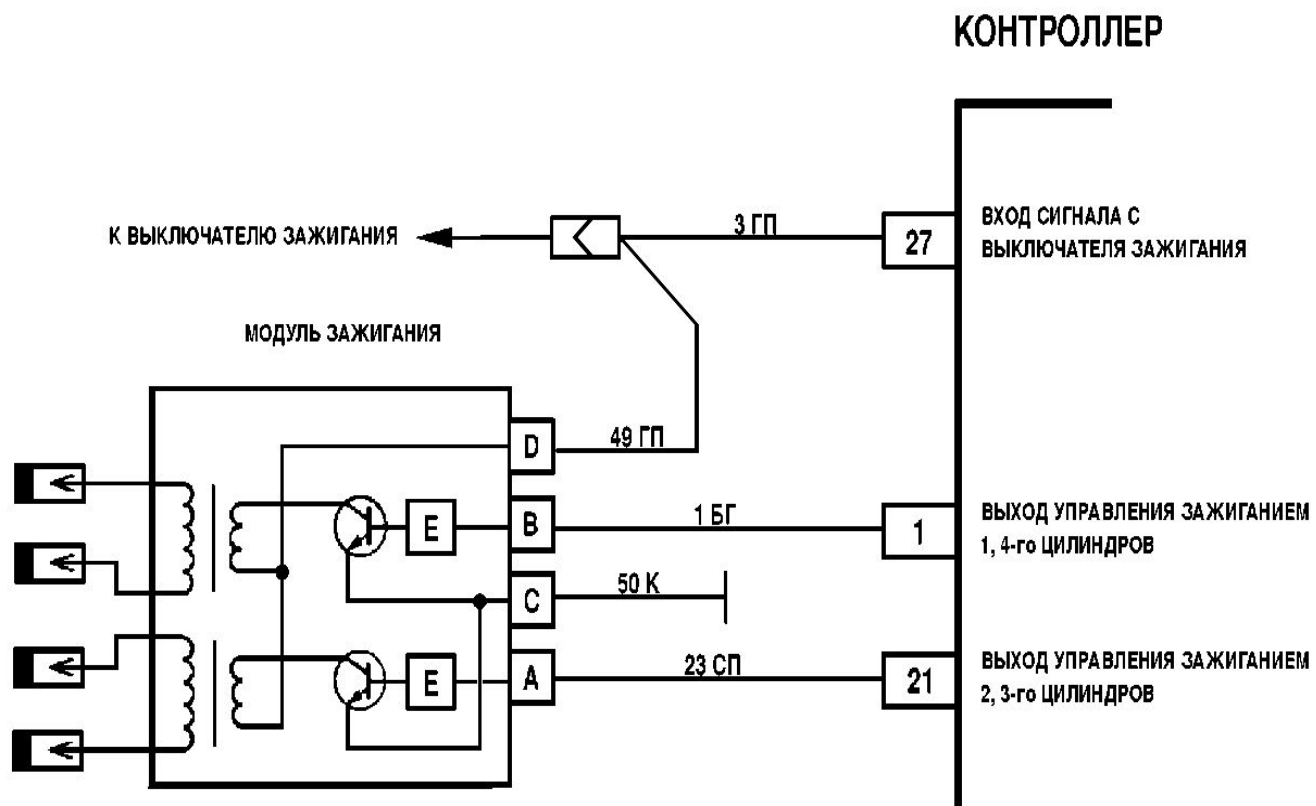 КОНТРОЛЛЕР
К ВЫКЛЮЧАТЕЛЮ ЗАЖИГАНИЯ
3 ГП
27
ВХОД СИГНАЛА С
ВЫКЛЮЧАТЕЛЯ ЗАЖИГАНИЯ
МОДУЛЬ ЗАЖИГАНИЯ
D
49 ГП
E
B
1 БГ
1
ВЫХОД УПРАВЛЕНИЯ ЗАЖИГАНИЕМ
1, 4-го ЦИЛИНДРОВ
C
50 К
E
A
23 СП
21
ВЫХОД УПРАВЛЕНИЯ ЗАЖИГАНИЕМ
2, 3-го ЦИЛИНДРОВ